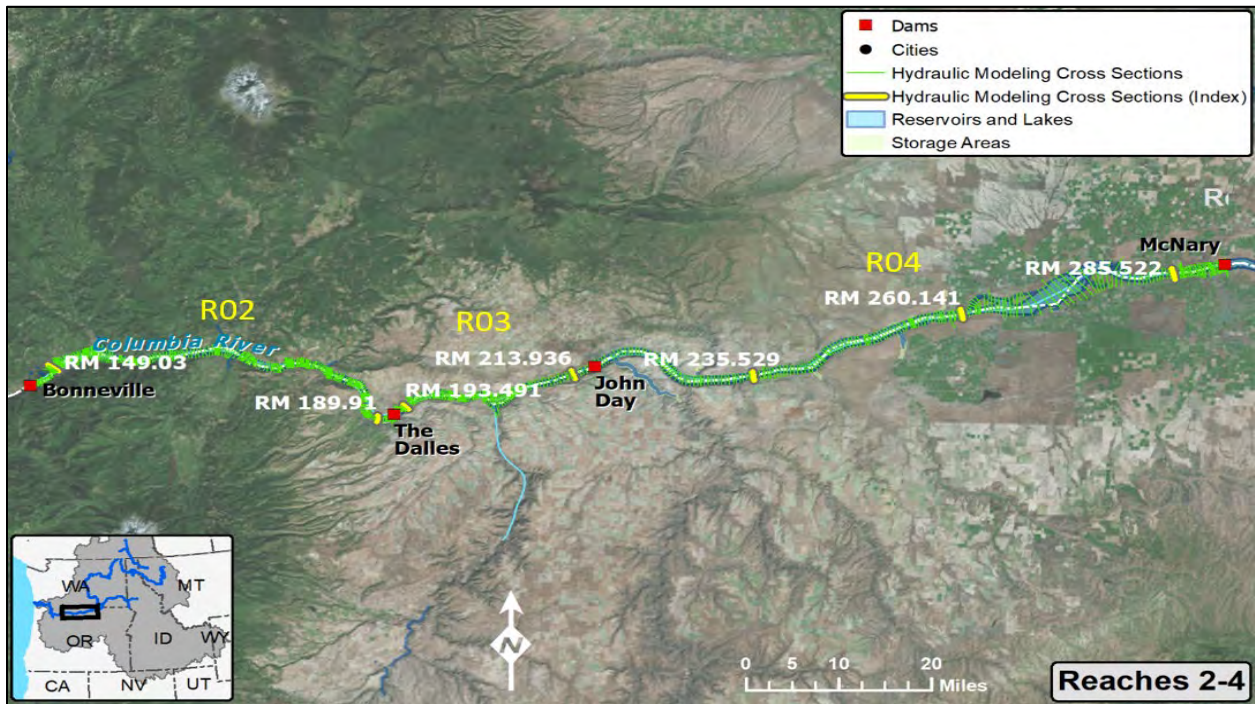 Dams
Cities
Hydraulic Modeling Cross Sections
Hydraulic Modeling Cross Sections (Index)
Reservoirs and Lakes
Storage Areas
McNary
R04
RM 285.522
RM 260.141
R02
R03
Columbia River
RM 149.03
RM 213.936
RM 235.529
Bonneville
RM 193.491
John
Day
RM 189.91
The
Dalles
WA
MT
OR
ID
WY
CA
NV
UT
N
0 5 10 20
Miles
Reaches 2-4